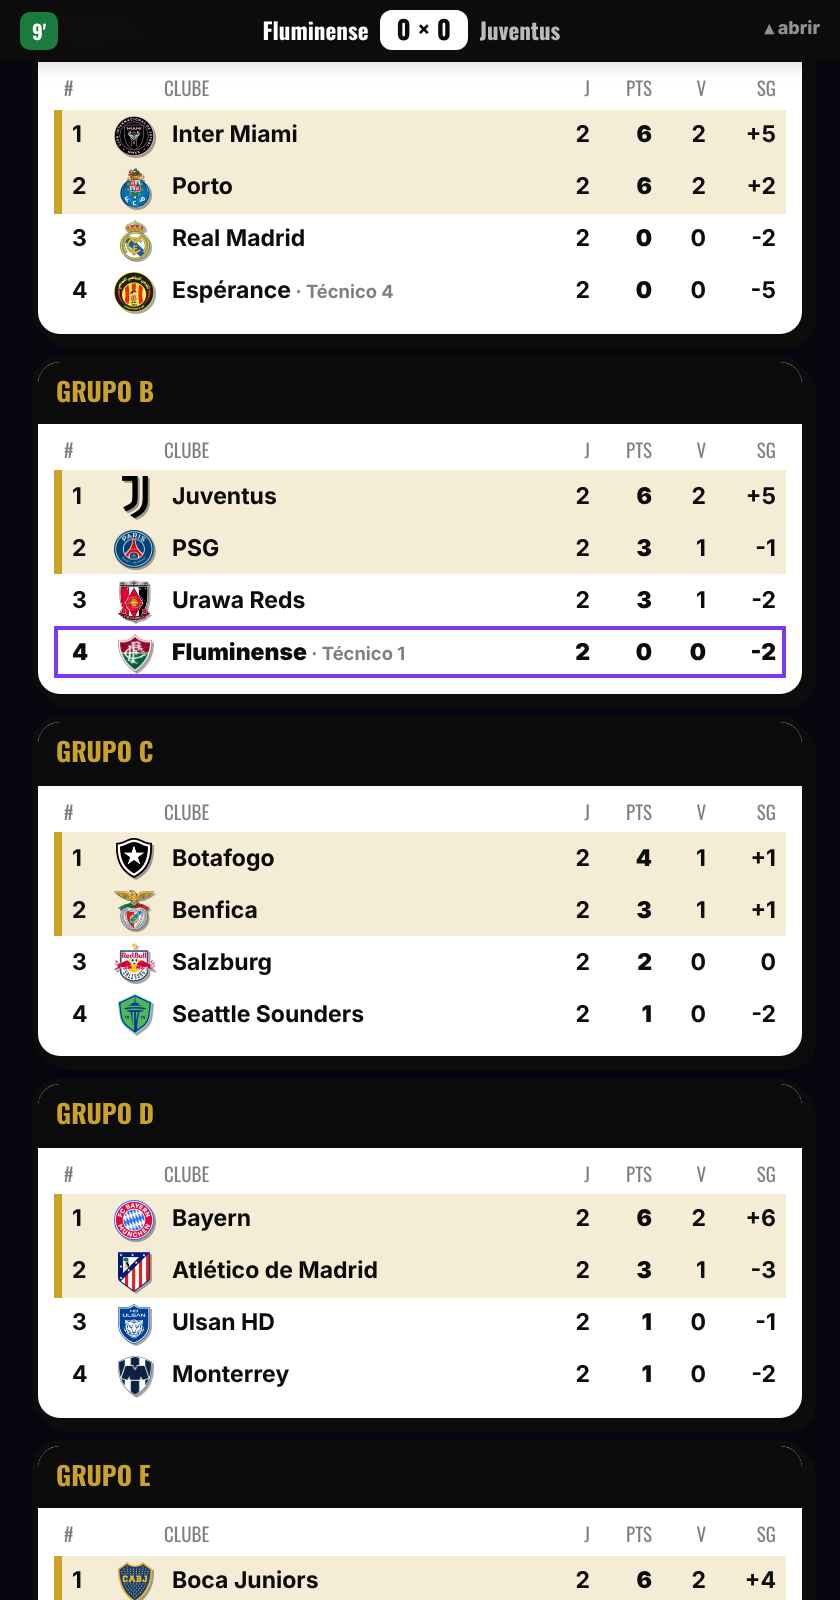 9' Fluminense 0 × 0 Juventus ▲abrir
# CLUBE J PTS V SG
1 Inter Miami 2 6 2 +5
2 Porto 2 6 2 +2
3 Real Madrid 2 0 0 -2
4 Espérance · Técnico 4 2 0 0 -5
GRUPO B
# CLUBE J PTS V SG
1 Juventus 2 6 2 +5
2 PSG 2 3 1 -1
3 Urawa Reds 2 3 1 -2
4 Fluminense · Técnico 1 2 0 0 -2
GRUPO C
# CLUBE J PTS V SG
1 Botafogo 2 4 1 +1
2 Benfica 2 3 1 +1
3 Salzburg 2 2 0 0
4 Seattle Sounders 2 1 0 -2
GRUPO D
# CLUBE J PTS V SG
1 Bayern 2 6 2 +6
2 Atlético de Madrid 2 3 1 -3
3 Ulsan HD 2 1 0 -1
4 Monterrey 2 1 0 -2
GRUPO E
# CLUBE J PTS V SG
1 CABJ Boca Juniors 2 6 2 +4